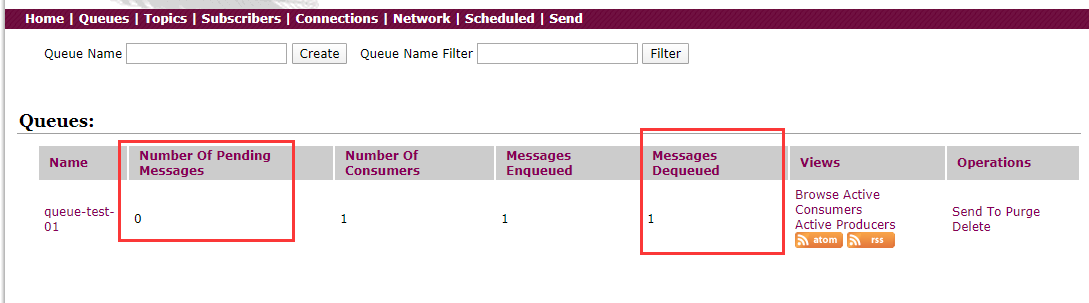 Home | Queues | Topics | Subscribers | Connections | Network | Scheduled | Send
Queue Name Create Queue Name Filter Filter
Queues:
Name Number Of Pending Messages Number Of Consumers Messages Enqueued Messages Dequeued Views Operations
queue-test-01 0 1 1 1 Browse Active Consumers Send To Purge
Active Producers Delete
atom rss